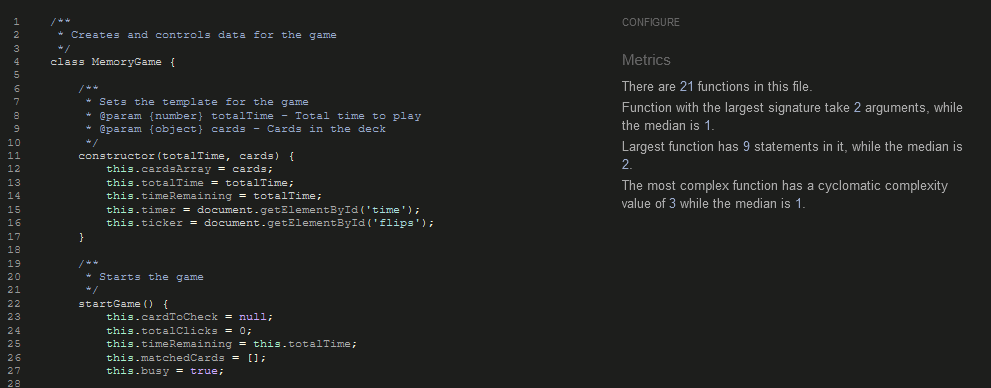 1 /**
2 * Creates and controls data for the game
3 */
4 class MemoryGame {
5
6 /**
7 * Sets the template for the game
8 * @param {number} totalTime - Total time to play
9 * @param {object} cards - Cards in the deck
10 */
11 constructor(totalTime, cards) {
12 this.cardsArray = cards;
13 this.totalTime = totalTime;
14 this.timeRemaining = totalTime;
15 this.timer = document.getElementById('time');
16 this.ticker = document.getElementById('flips');
17 }
18
19 /**
20 * Starts the game
21 */
22 startGame() {
23 this.cardToCheck = null;
24 this.totalClicks = 0;
25 this.timeRemaining = this.totalTime;
26 this.matchedCards = [];
27 this.busy = true;
28
CONFIGURE
Metrics
There are 21 functions in this file.
Function with the largest signature take 2 arguments, while
the median is 1.
Largest function has 9 statements in it, while the median is
2.
The most complex function has a cyclomatic complexity
value of 3 while the median is 1.